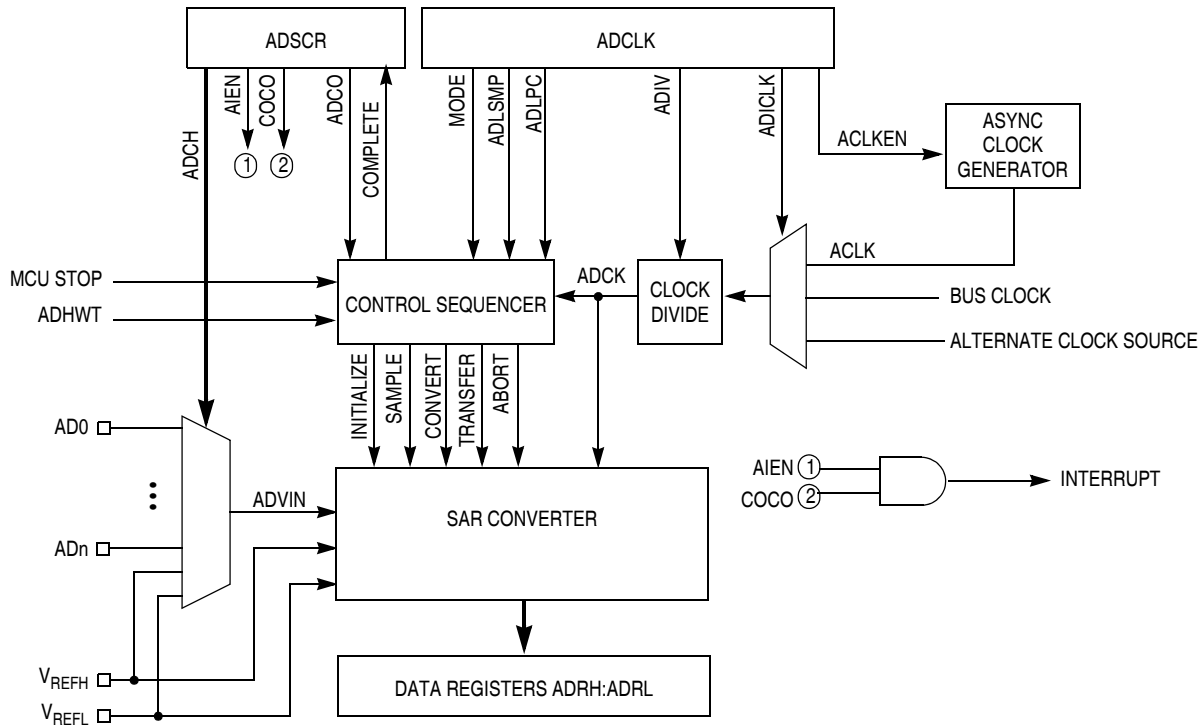 ADSCR
ADCLK
ADCH
AIEN
COCO
ADCO
COMPLETE
MODE
ADLSMP
ADLPC
ADIV
ADICLK
ACLKEN
ASYNC
CLOCK
GENERATOR
1
2
MCU STOP
ADHWT
CONTROL SEQUENCER
ADCK
CLOCK
DIVIDE
ACLK
BUS CLOCK
ALTERNATE CLOCK SOURCE
INITIALIZE
SAMPLE
CONVERT
TRANSFER
ABORT
AD0
ADn
ADVIN
SAR CONVERTER
AIEN 1
COCO 2
INTERRUPT
VREFH
VREFL
DATA REGISTERS ADRH:ADRL